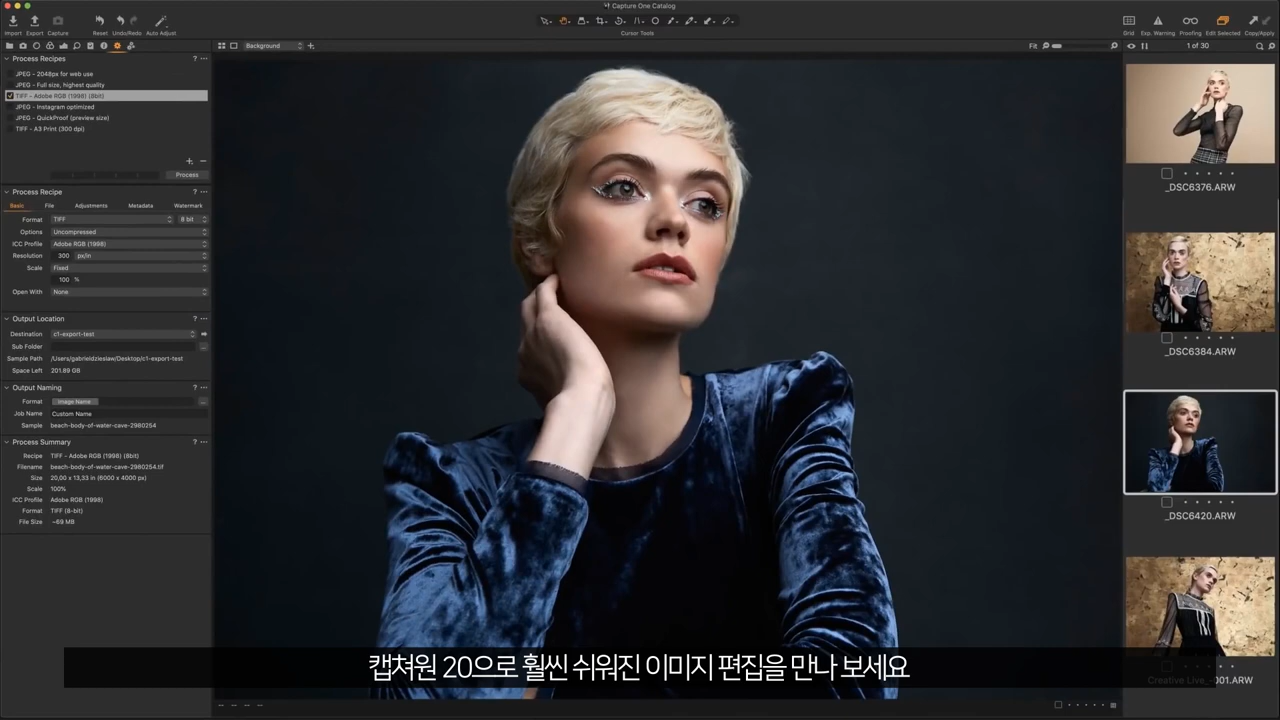 Capture One Catalog
Import Export Capture Reset Undo/Redo Auto Adjust
Cursor Tools
Grid Exp. Warning Proofing Edit Selected Copy/Apply
Background
Fit
1 of 30
Process Recipes ? ...
JPEG - 2048px for web use
JPEG - Full size, highest quality
TIFF - Adobe RGB (1998) (8bit)
JPEG - Instagram optimized
JPEG - QuickProof (preview size)
TIFF - A3 Print (300 dpi)
+ −
Process
Process Recipe ? ...
Basic File Adjustments Metadata Watermark
Format TIFF 8 bit
Options Uncompressed
ICC Profile Adobe RGB (1998)
Resolution 300 px/in
Scale Fixed
100 %
Open With None
Output Location ? ...
Destination c1-export-test
Sub Folder ...
Sample Path /Users/gabrieldzieslaw/Desktop/c1-export-test
Space Left 201.89 GB
Output Naming ? ...
Format Image Name ...
Job Name Custom Name
Sample beach-body-of-water-cave-2980254
Process Summary ? ...
Recipe TIFF - Adobe RGB (1998) (8bit)
Filename beach-body-of-water-cave-2980254.tif
Size 20,00 x 13,33 in (6000 x 4000 px)
Scale 100%
ICC Profile Adobe RGB (1998)
Format TIFF (8-bit)
File Size ~69 MB
_DSC6376.ARW
_DSC6384.ARW
_DSC6420.ARW
Creative Live_-001.ARW
캡쳐원 20으로 훨씬 쉬워진 이미지 편집을 만나 보세요